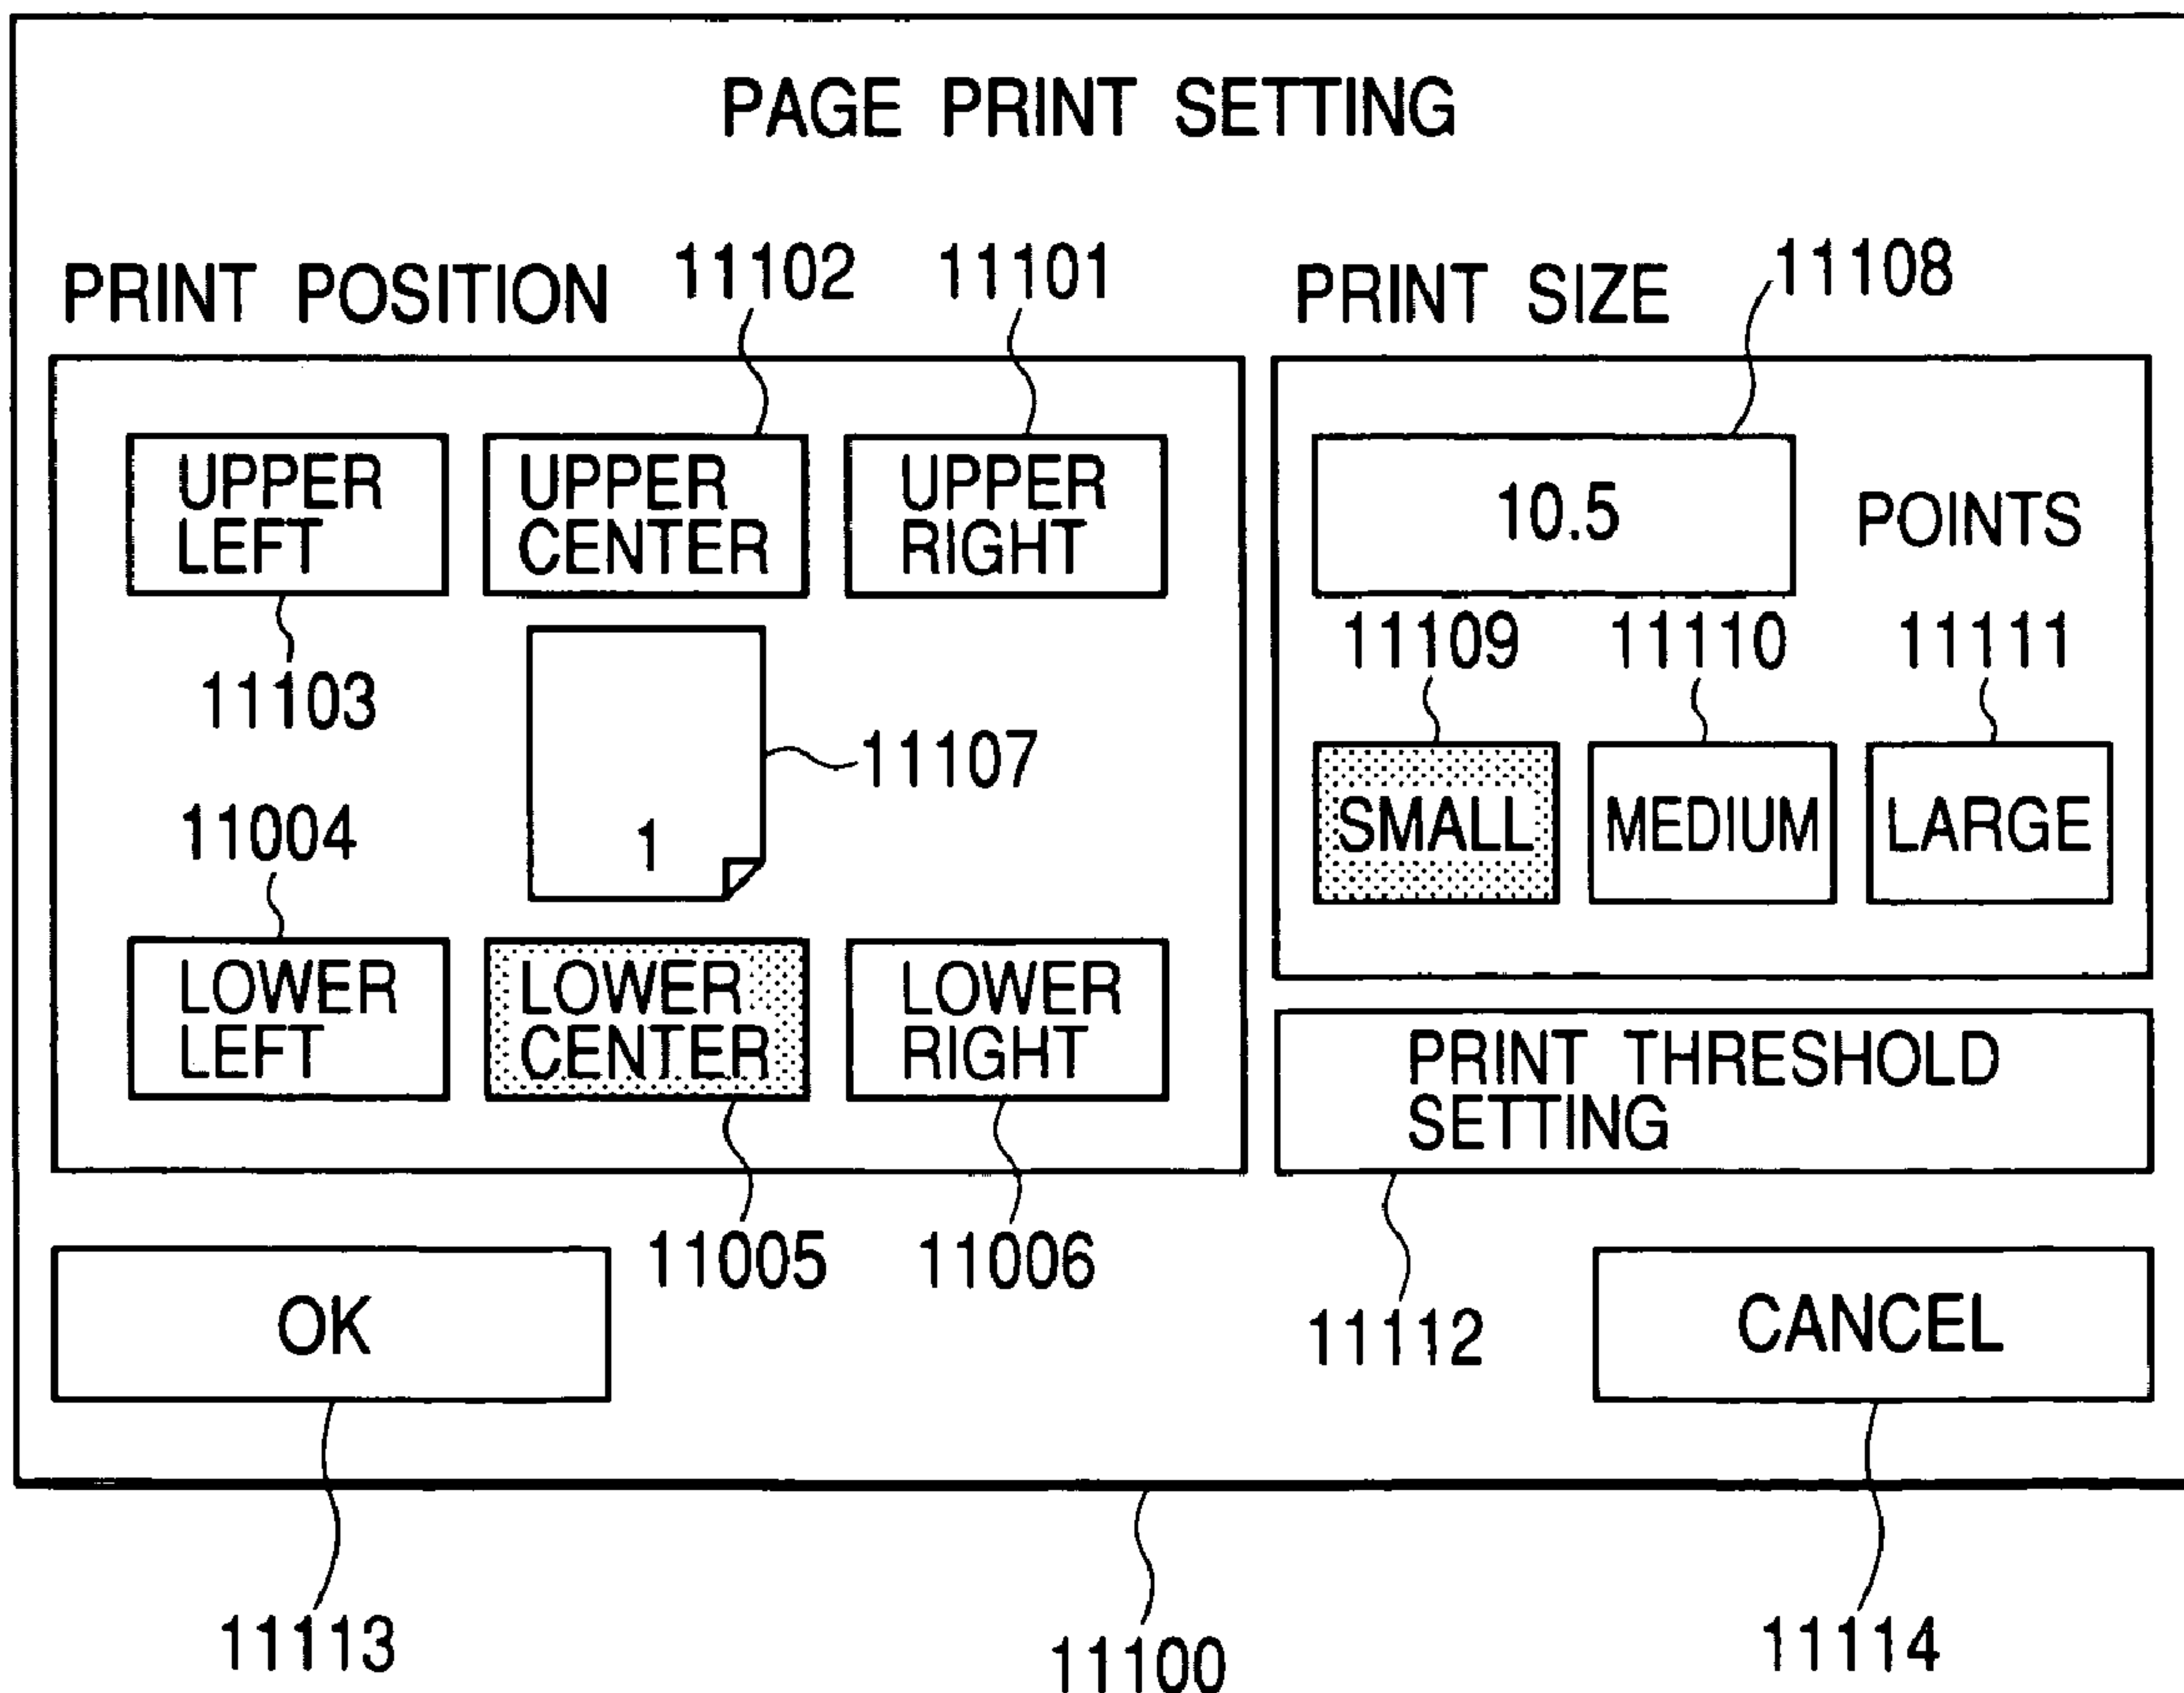 PAGE PRINT SETTING
PRINT POSITION
11102
11101
UPPER
LEFT
UPPER
CENTER
UPPER
RIGHT
11103
11107
1
11004
LOWER
LEFT
LOWER
CENTER
LOWER
RIGHT
11005
11006
PRINT SIZE
11108
10.5
POINTS
11109
11110
11111
SMALL
MEDIUM
LARGE
PRINT THRESHOLD
SETTING
11112
OK
CANCEL
11113
11100
11114